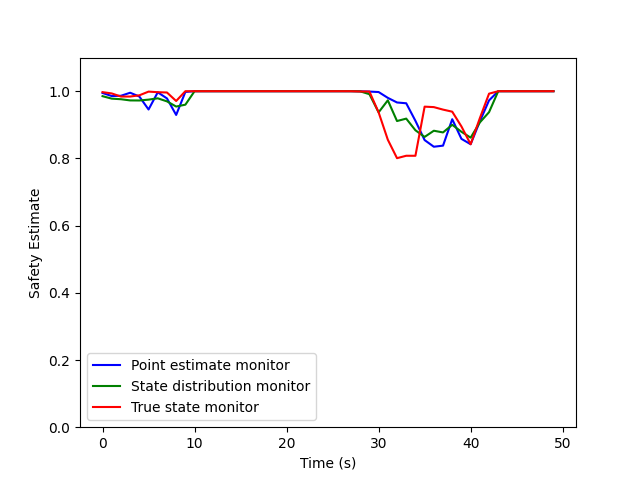 1.0
0.8
0.6
0.4
0.2
0.0
Safety Estimate
Point estimate monitor
State distribution monitor
True state monitor
0 10 20 30 40 50
Time (s)